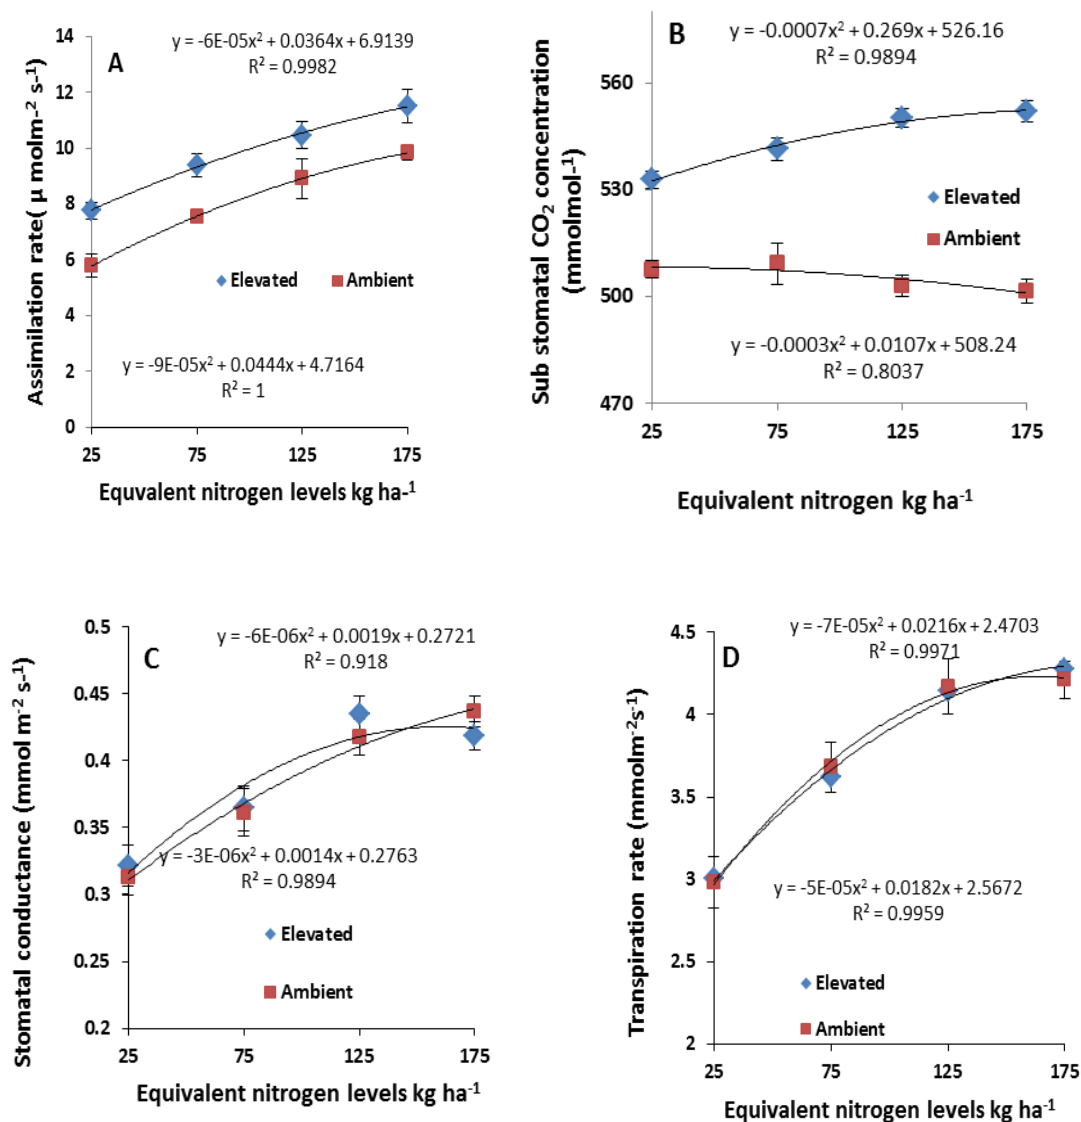 A
y = -6E-05x² + 0.0364x + 6.9139
R² = 0.9982
Assimilation rate( µ molm-⁻² s⁻¹)
14
12
10
8
6
4
2
0
Elevated
Ambient
y = -9E-05x² + 0.0444x + 4.7164
R² = 1
25 75 125 175
Equvalent nitrogen levels kg ha-¹
B
y = -0.0007x² + 0.269x + 526.16
R² = 0.9894
Sub stomatal CO₂ concentration
(mmolmol-¹)
560
530
500
470
Elevated
Ambient
y = -0.0003x² + 0.0107x + 508.24
R² = 0.8037
25 75 125 175
Equivalent nitrogen kg ha⁻¹
C
y = -6E-06x² + 0.0019x + 0.2721
R² = 0.918
Stomatal conductance (mmol m⁻² s⁻¹)
0.5
0.45
0.4
0.35
0.3
0.25
0.2
y = -3E-06x² + 0.0014x + 0.2763
R² = 0.9894
Elevated
Ambient
25 75 125 175
Equivalent nitrogen levels kg ha⁻¹
D
y = -7E-05x² + 0.0216x + 2.4703
R² = 0.9971
Transpiration rate (mmolm⁻²s⁻¹)
4.5
4
3.5
3
2.5
2
y = -5E-05x² + 0.0182x + 2.5672
R² = 0.9959
Elevated
Ambient
25 75 125 175
Equivalent nitrogen levels kg ha⁻¹